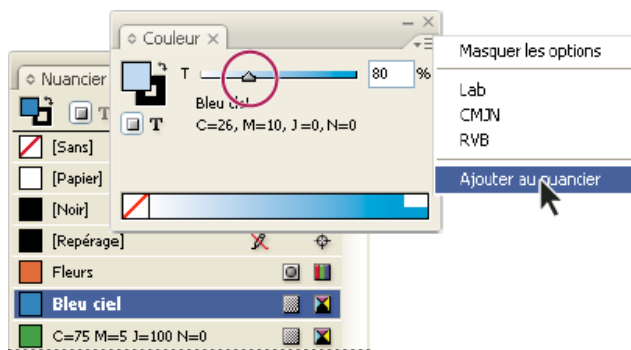 Couleur
T 80 %
Bleu ciel
C=26, M=10, J=0, N=0
Masquer les options
Lab
CMJN
RVB
Ajouter au nuancier
Nuancier
T
[Sans]
[Papier]
[Noir]
[Repérage]
Fleurs
Bleu ciel
C=75 M=5 J=100 N=0